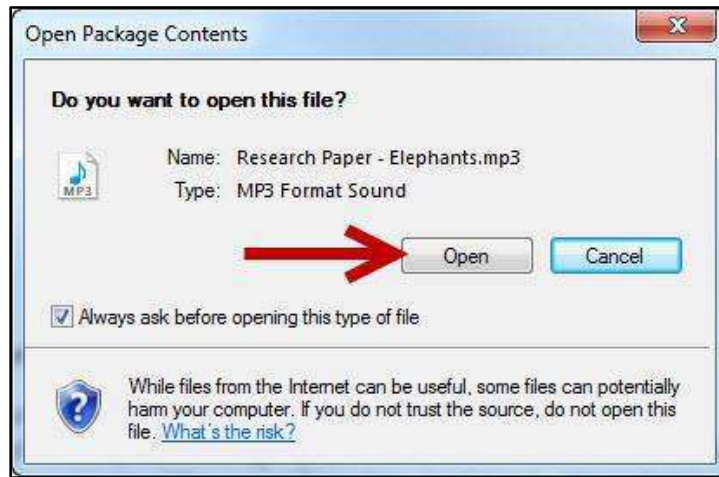 Open Package Contents
Do you want to open this file?
MP3
Name: Research Paper - Elephants.mp3
Type: MP3 Format Sound
Open Cancel
Always ask before opening this type of file
While files from the Internet can be useful, some files can potentially
harm your computer. If you do not trust the source, do not open this
file. What's the risk?